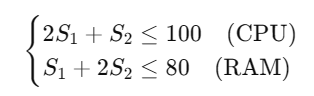 2S₁ + S₂ ≤ 100 (CPU)
S₁ + 2S₂ ≤ 80 (RAM)